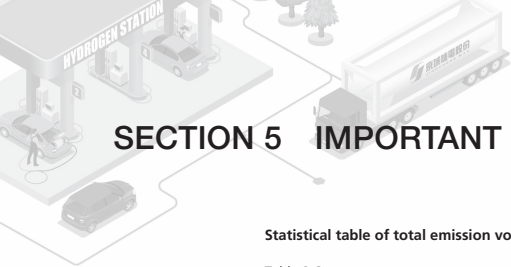 HYDROGEN STATION
SECTION 5 IMPORTANT
Statistical table of total emission vo